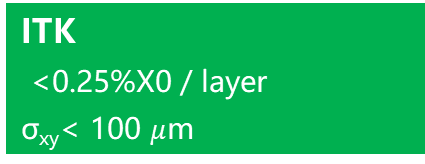 ITK
<0.25%X0 / layer
σxy< 100 𝜇m